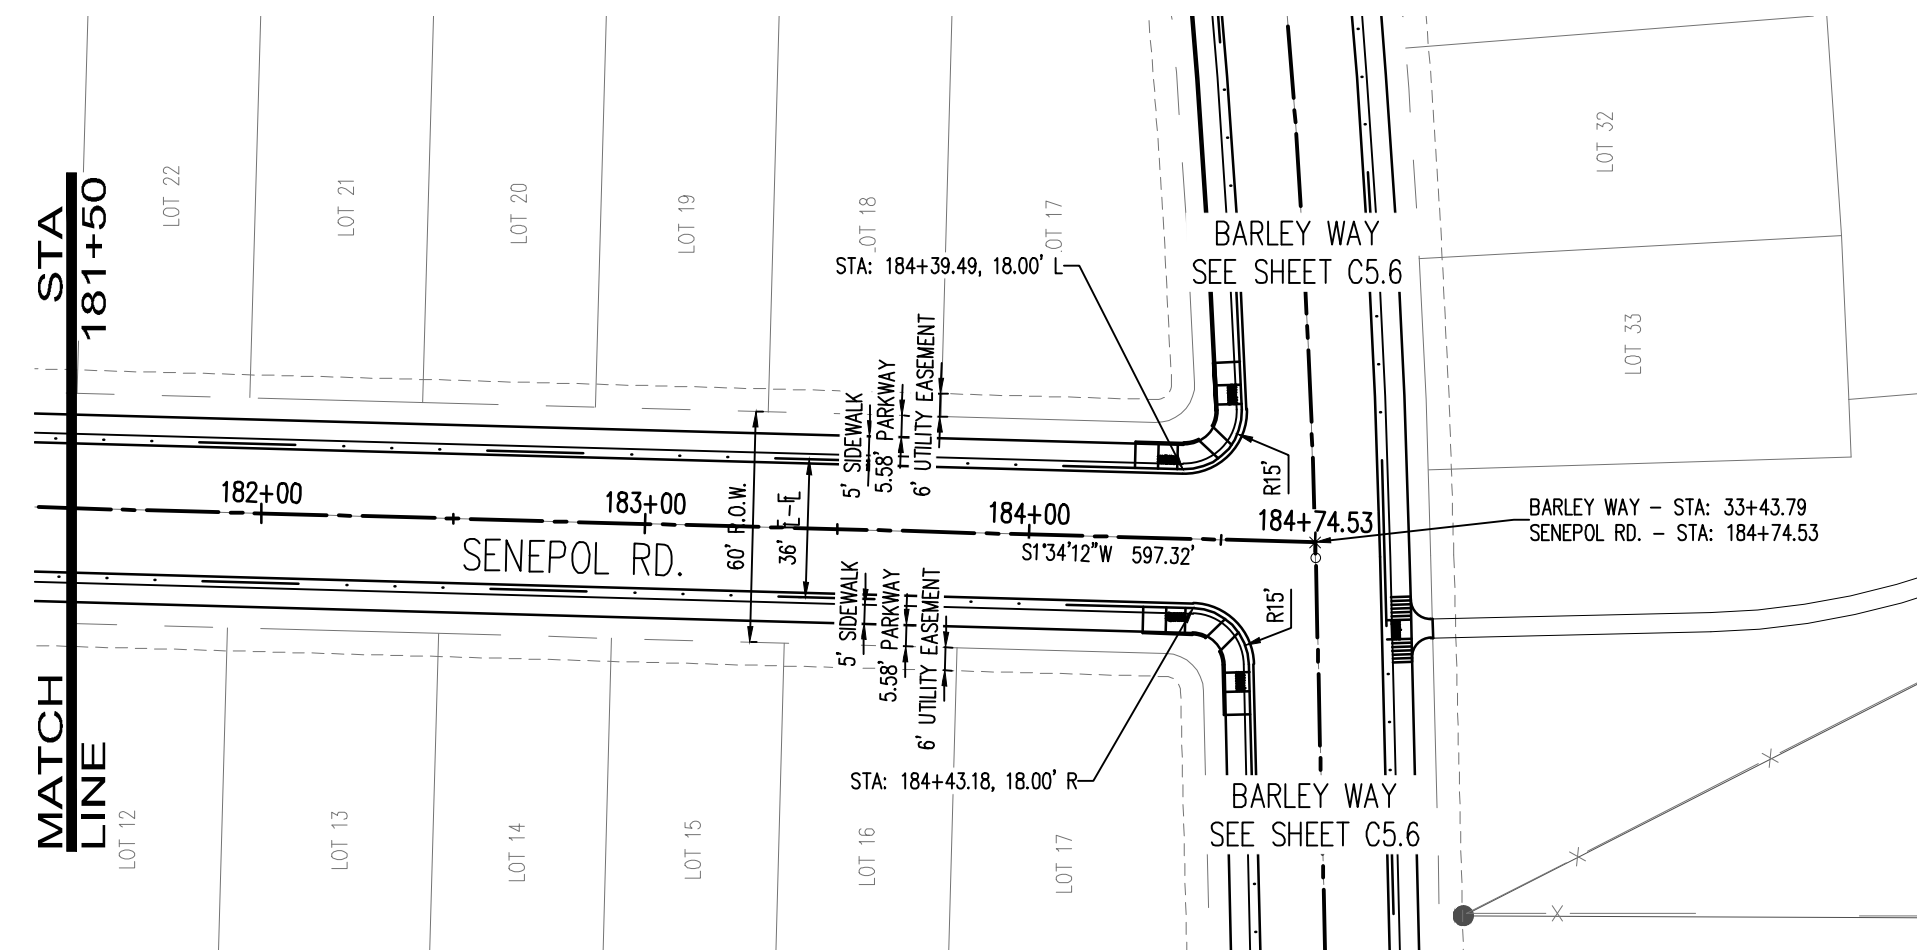 LOT 22
LOT 21
LOT 20
LOT 19
LOT 18
LOT 17
LOT 32
LOT 33
MATCH LINE
STA 181+50
BARLEY WAY
SEE SHEET C5.6
STA: 184+39.49, 18.00' L
5' SIDEWALK
5.58' PARKWAY
6' UTILITY EASEMENT
R15'
182+00
183+00
184+00
184+74.53
60' R.O.W.
36' L-L
SENEPOL RD.
S1°34'12"W 597.32'
BARLEY WAY – STA: 33+43.79
SENEPOL RD. – STA: 184+74.53
5' SIDEWALK
5.58' PARKWAY
6' UTILITY EASEMENT
R15'
STA: 184+43.18, 18.00' R
BARLEY WAY
SEE SHEET C5.6
LOT 12
LOT 13
LOT 14
LOT 15
LOT 16
LOT 17